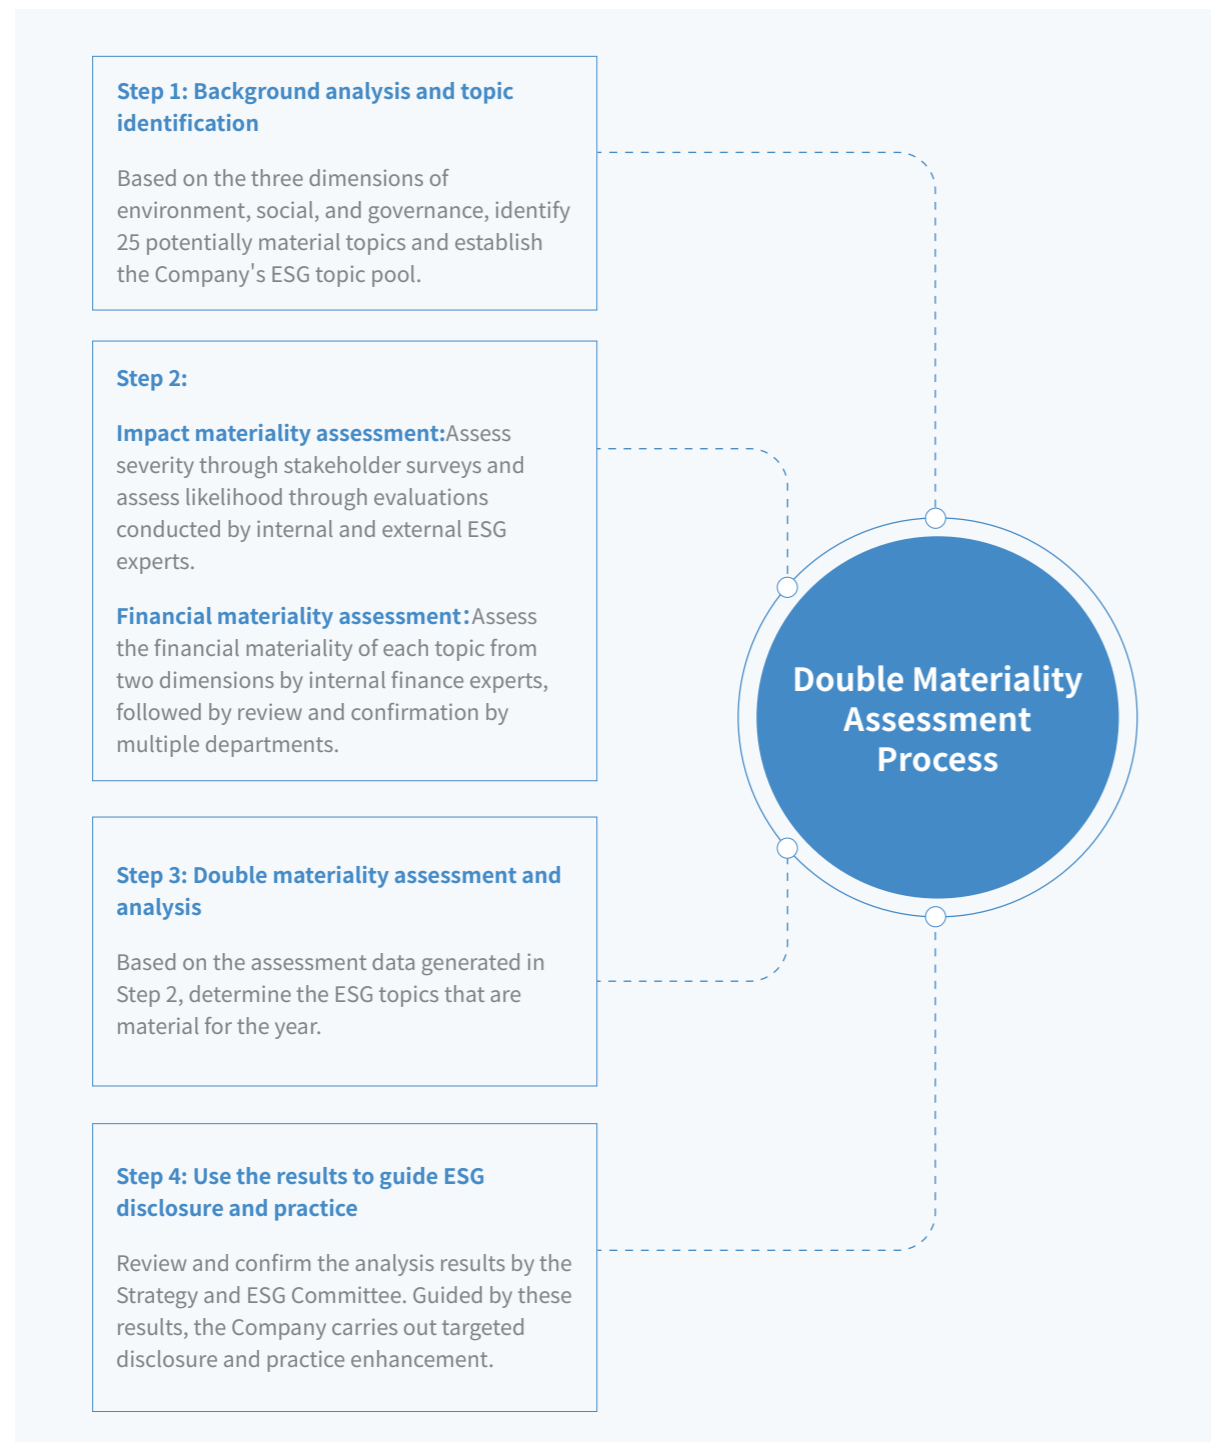 Step 1: Background analysis and topic
identification
Based on the three dimensions of
environment, social, and governance, identify
25 potentially material topics and establish
the Company's ESG topic pool.
Step 2:
Impact materiality assessment:Assess
severity through stakeholder surveys and
assess likelihood through evaluations
conducted by internal and external ESG
experts.
Financial materiality assessment：Assess
the financial materiality of each topic from
two dimensions by internal finance experts,
followed by review and confirmation by
multiple departments.
Step 3: Double materiality assessment and
analysis
Based on the assessment data generated in
Step 2, determine the ESG topics that are
material for the year.
Step 4: Use the results to guide ESG
disclosure and practice
Review and confirm the analysis results by the
Strategy and ESG Committee. Guided by these
results, the Company carries out targeted
disclosure and practice enhancement.
Double Materiality
Assessment
Process